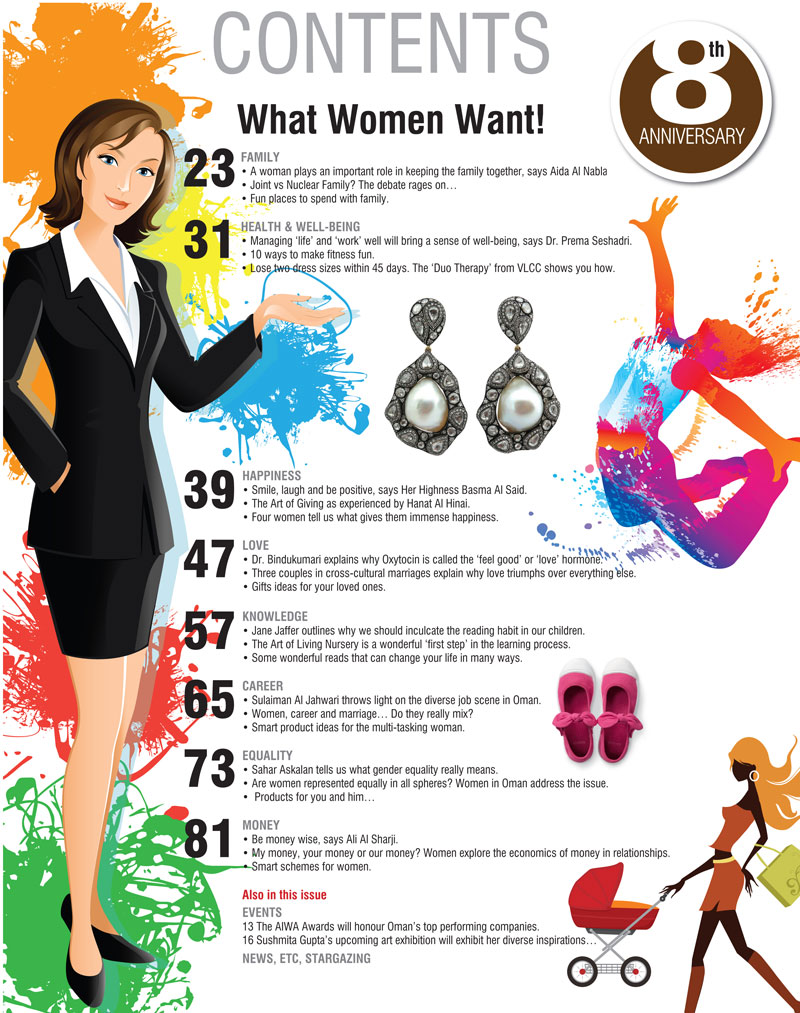 CONTENTS
8th
ANNIVERSARY
What Women Want!
23 FAMILY
• A woman plays an important role in keeping the family together, says Aida Al Nabla
• Joint vs Nuclear Family? The debate rages on…
• Fun places to spend with family.
31 HEALTH & WELL-BEING
• Managing ‘life’ and ‘work’ well will bring a sense of well-being, says Dr. Prema Seshadri.
• 10 ways to make fitness fun.
• Lose two dress sizes within 45 days. The ‘Duo Therapy’ from VLCC shows you how.
39 HAPPINESS
• Smile, laugh and be positive, says Her Highness Basma Al Said.
• The Art of Giving as experienced by Hanat Al Hinai.
• Four women tell us what gives them immense happiness.
47 LOVE
• Dr. Bindukumari explains why Oxytocin is called the ‘feel good’ or ‘love’ hormone.
• Three couples in cross-cultural marriages explain why love triumphs over everything else.
• Gifts ideas for your loved ones.
57 KNOWLEDGE
• Jane Jaffer outlines why we should inculcate the reading habit in our children.
• The Art of Living Nursery is a wonderful ‘first step’ in the learning process.
• Some wonderful reads that can change your life in many ways.
65 CAREER
• Sulaiman Al Jahwari throws light on the diverse job scene in Oman.
• Women, career and marriage… Do they really mix?
• Smart product ideas for the multi-tasking woman.
73 EQUALITY
• Sahar Askalan tells us what gender equality really means.
• Are women represented equally in all spheres? Women in Oman address the issue.
• Products for you and him…
81 MONEY
• Be money wise, says Ali Al Sharji.
• My money, your money or our money? Women explore the economics of money in relationships.
• Smart schemes for women.
Also in this issue
EVENTS
13 The AIWA Awards will honour Oman’s top performing companies.
16 Sushmita Gupta’s upcoming art exhibition will exhibit her diverse inspirations…
NEWS, ETC, STARGAZING